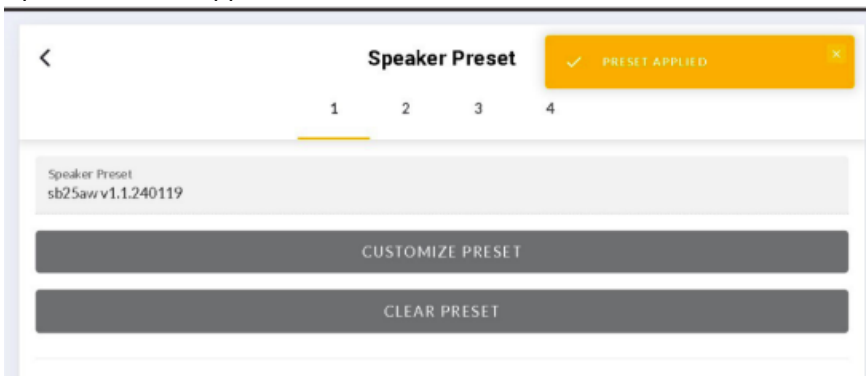 Speaker Preset
PRESET APPLIED
1 2 3 4
Speaker Preset
sb25aw v1.1.240119
CUSTOMIZE PRESET
CLEAR PRESET